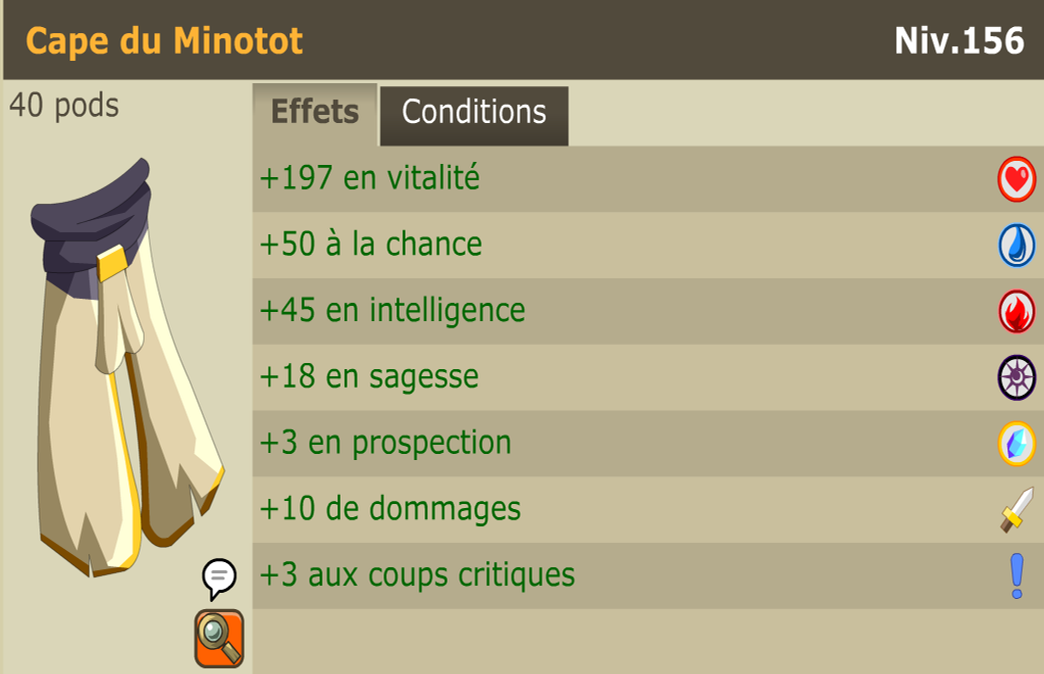 Cape du Minotot
Niv.156
40 pods
Effets
Conditions
+197 en vitalité
+50 à la chance
+45 en intelligence
+18 en sagesse
+3 en prospection
+10 de dommages
+3 aux coups critiques